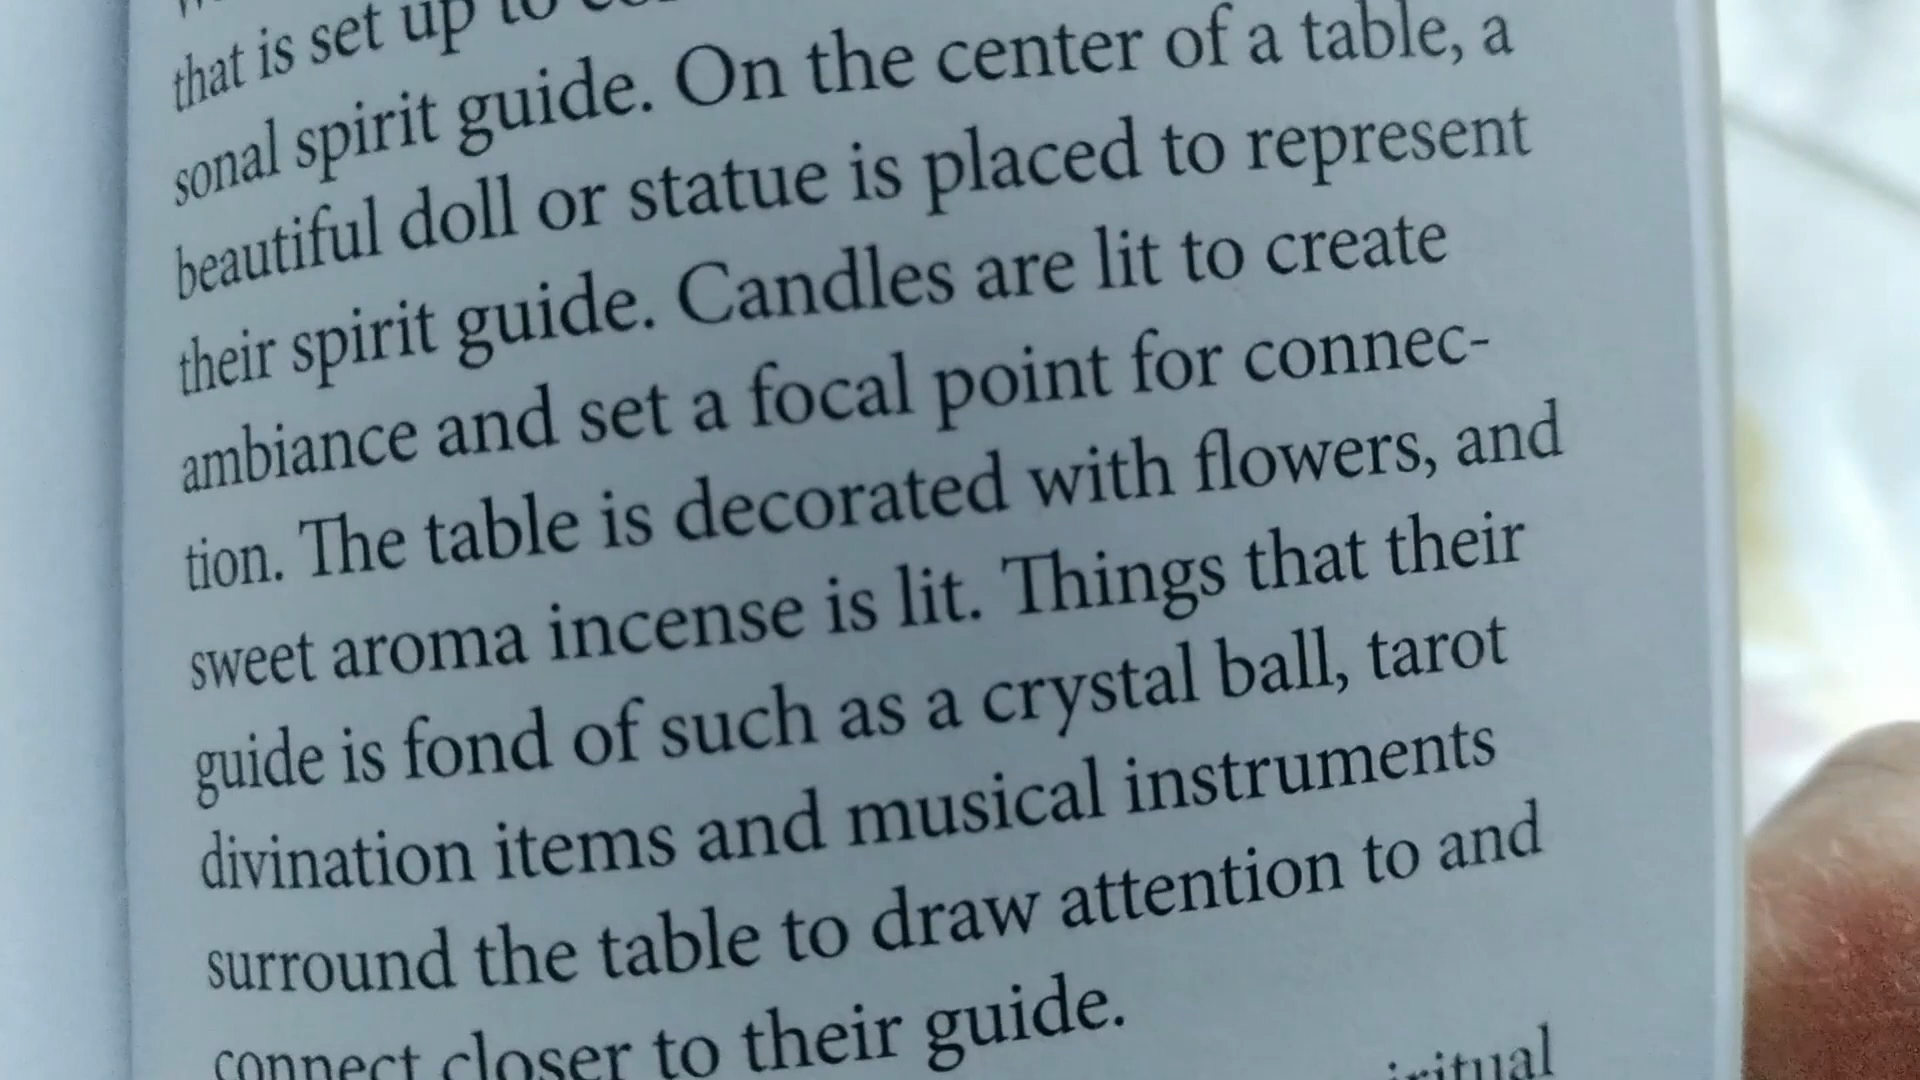 that is set up to
sonal spirit guide. On the center of a table, a
beautiful doll or statue is placed to represent
their spirit guide. Candles are lit to create
ambiance and set a focal point for connec-
tion. The table is decorated with flowers, and
sweet aroma incense is lit. Things that their
guide is fond of such as a crystal ball, tarot
divination items and musical instruments
surround the table to draw attention to and
connect closer to their guide.